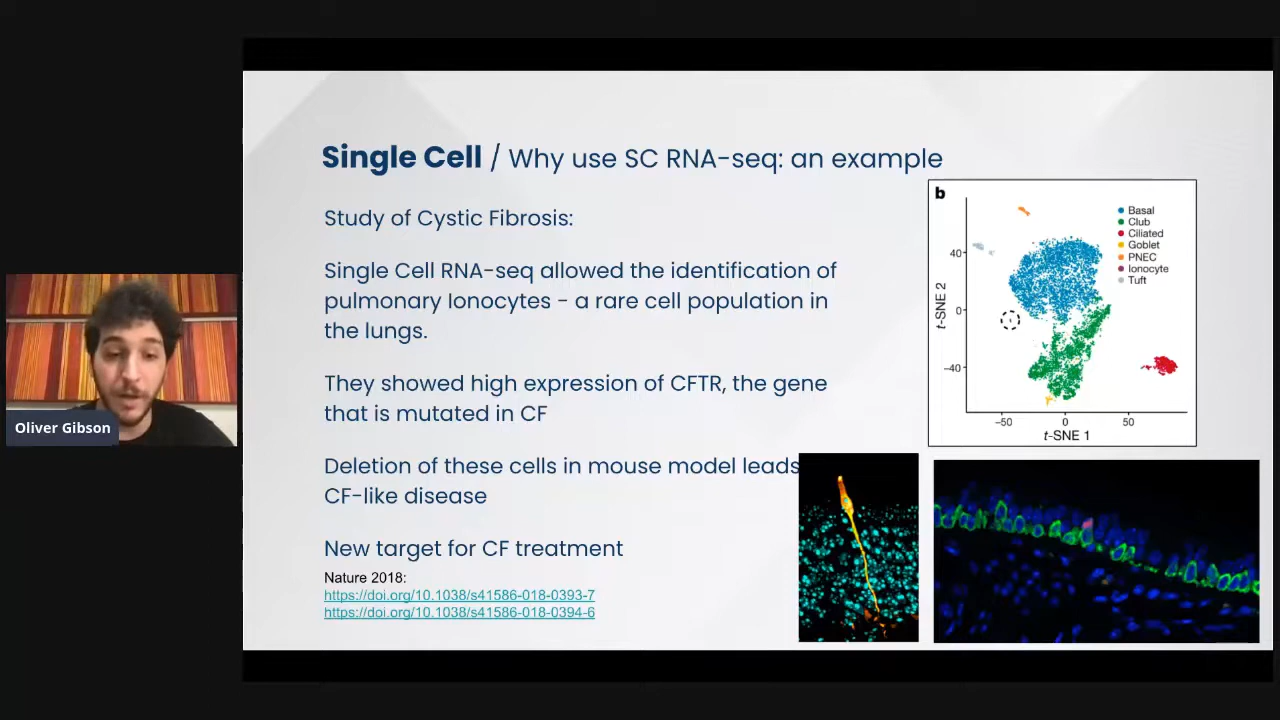 Single Cell / Why use SC RNA-seq: an example
Study of Cystic Fibrosis:
Single Cell RNA-seq allowed the identification of
pulmonary Ionocytes - a rare cell population in
the lungs.
They showed high expression of CFTR, the gene
that is mutated in CF
Deletion of these cells in mouse model leads
CF-like disease
New target for CF treatment
Nature 2018:
https://doi.org/10.1038/s41586-018-0393-7
https://doi.org/10.1038/s41586-018-0394-6
b
Basal
Club
Ciliated
Goblet
PNEC
Ionocyte
Tuft
40
0
−40
t-SNE 2
−50
0
50
t-SNE 1
Oliver Gibson